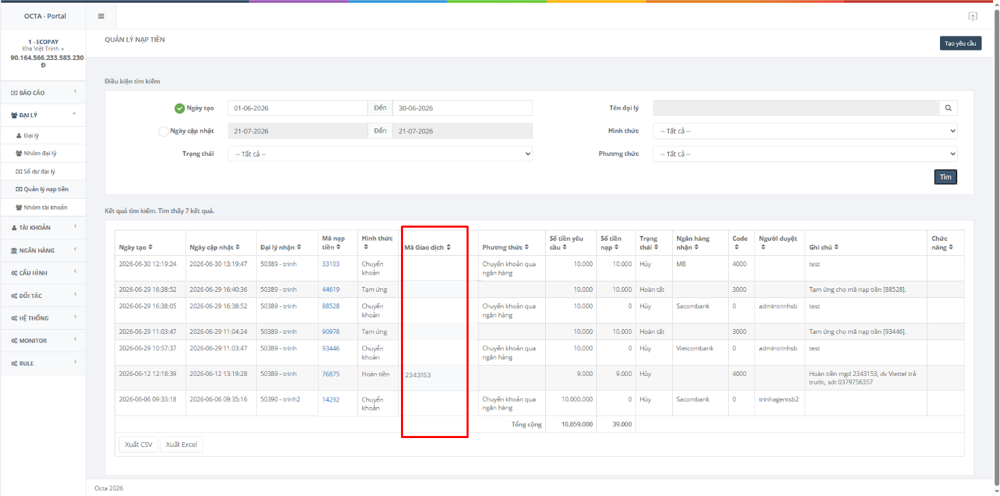 OCTA - Portal
1 - ECOPAY
Kha Việt Trinh
90.164.566.233.583.230
Đ
BÁO CÁO
ĐẠI LÝ
Đại lý
Nhóm đại lý
Số dư đại lý
Quản lý nạp tiền
Nhóm tài khoản
TÀI KHOẢN
NGÂN HÀNG
CẤU HÌNH
ĐỐI TÁC
HỆ THỐNG
MONITOR
RULE
QUẢN LÝ NẠP TIỀN
Tạo yêu cầu
Điều kiện tìm kiếm
Ngày tạo 01-06-2026 Đến 30-06-2026 Tên đại lý
Ngày cập nhật 21-07-2026 Đến 21-07-2026 Hình thức -- Tất cả --
Trạng thái -- Tất cả -- Phương thức -- Tất cả --
Tìm
Kết quả tìm kiếm. Tìm thấy 7 kết quả.
Ngày tạo Ngày cập nhật Đại lý nhận Mã nạp tiền Hình thức Mã Giao dịch Phương thức Số tiền yêu cầu Số tiền nạp Trạng thái Ngân hàng nhận Code Người duyệt Ghi chú Chức năng
2026-06-30 12:19:24 2026-06-30 13:19:47 50389 - trinh 33103 Chuyển khoản Chuyển khoản qua ngân hàng 10.000 10.000 Hủy MB 4000 test
2026-06-29 16:38:52 2026-06-29 16:40:36 50389 - trinh 44619 Tạm ứng 10.000 10.000 Hoàn tất 3000 Tạm ứng cho mã nạp tiền [88528].
2026-06-29 16:38:05 2026-06-29 16:38:52 50389 - trinh 88528 Chuyển khoản Chuyển khoản qua ngân hàng 10.000 0 Hủy Sacombank 0 admintrinhsb test
2026-06-29 11:03:47 2026-06-29 11:04:24 50389 - trinh 90978 Tạm ứng 10.000 10.000 Hoàn tất 3000 Tạm ứng cho mã nạp tiền [93446].
2026-06-29 10:57:37 2026-06-29 11:03:47 50389 - trinh 93446 Chuyển khoản Chuyển khoản qua ngân hàng 10.000 0 Hủy Vietcombank 0 admintrinhsb test
2026-06-12 12:18:39 2026-06-12 13:19:28 50389 - trinh 76875 Hoàn tiền 2343153 9.000 9.000 Hủy 4000 Hoàn tiền mgd 2343153, dv Viettel trả trước, sdt 0379756357
2026-06-06 09:33:18 2026-06-06 09:35:16 50390 - trinh2 14292 Chuyển khoản Chuyển khoản qua ngân hàng 10.000.000 0 Hủy Sacombank 0 trinhagentsb2
Tổng cộng 10.059.000 39.000
Xuất CSV Xuất Excel
Octa 2026